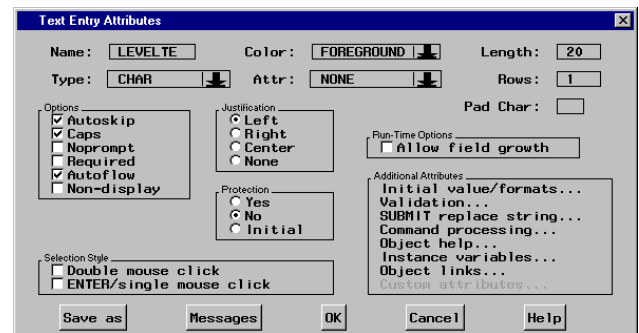 Text Entry Attributes
Name: LEVELTE Color: FOREGROUND Length: 20
Type: CHAR Attr: NONE Rows: 1
Pad Char:
Options
Autoskip
Caps
Noprompt
Required
Autoflow
Non-display
Justification
Left
Right
Center
None
Run-Time Options
Allow field growth
Protection
Yes
No
Initial
Additional Attributes
Initial value/formats...
Validation...
SUBMIT replace string...
Command processing...
Object help...
Instance variables...
Object links...
Custom attributes...
Selection Style
Double mouse click
ENTER/single mouse click
Save as Messages OK Cancel Help